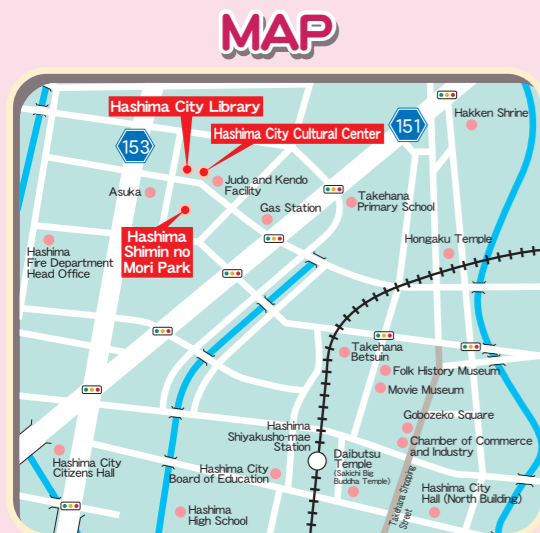 MAP
Hashima City Library
151
Hakken Shrine
Hashima City Cultural Center
153
Judo and Kendo
Facility
Asuka
Takehana
Primary School
Gas Station
Hashima
Shimin no
Mori Park
Hashima
Fire Department
Head Office
Hongaku Temple
Takehana
Betsuin
Folk History Museum
Movie Museum
Gobozeko Square
Hashima
Shiyakusho-mae
Station
Chamber of Commerce
and Industry
Daibutsu
Temple
(Sakichi Big
Buddha Temple)
Hashima City
Citizens Hall
Hashima City
Board of Education
Takehana Shopping
Street
Hashima City
Hall (North Building)
Hashima
High School